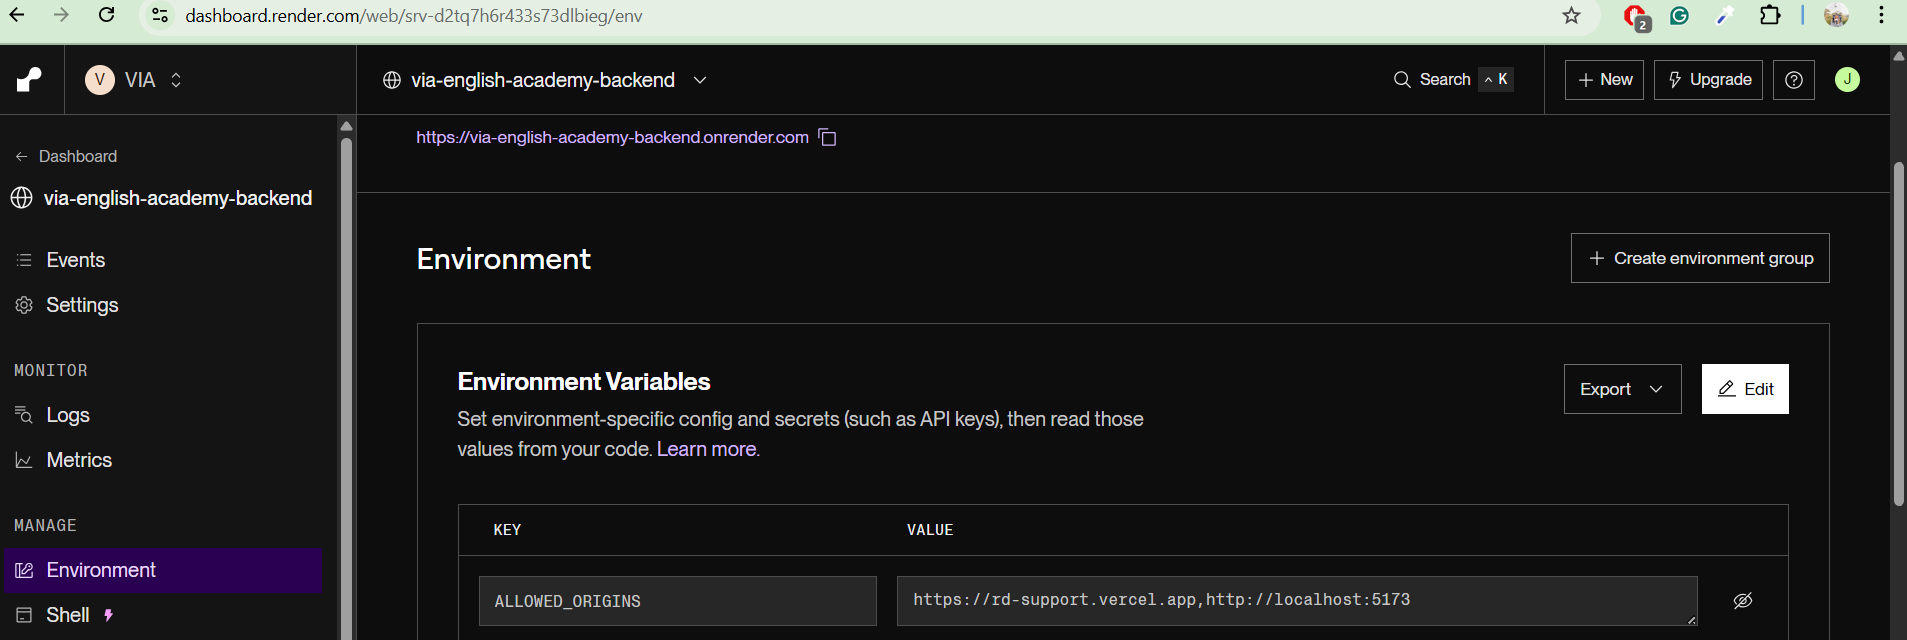 dashboard.render.com/web/srv-d2tq7h6r433s73dlbieg/env
2
V VIA
via-english-academy-backend
Search ^ K
+ New
Upgrade
J
https://via-english-academy-backend.onrender.com
← Dashboard
via-english-academy-backend
Events
Settings
MONITOR
Logs
Metrics
MANAGE
Environment
Shell
Environment
+ Create environment group
Environment Variables
Export
Edit
Set environment-specific config and secrets (such as API keys), then read those
values from your code. Learn more.
KEY VALUE
ALLOWED_ORIGINS https://rd-support.vercel.app,http://localhost:5173